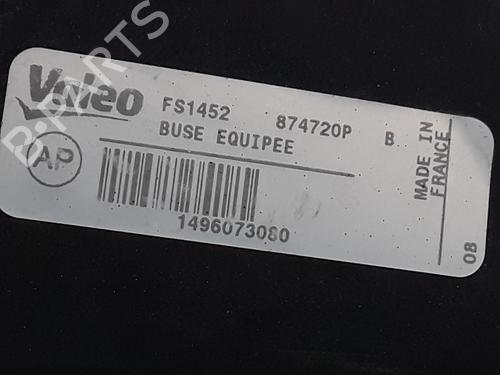 Valeo
FS1452 874720P B
BUSE EQUIPEE
AP
1496073080
MADE IN
FRANCE
08
B-PARTS